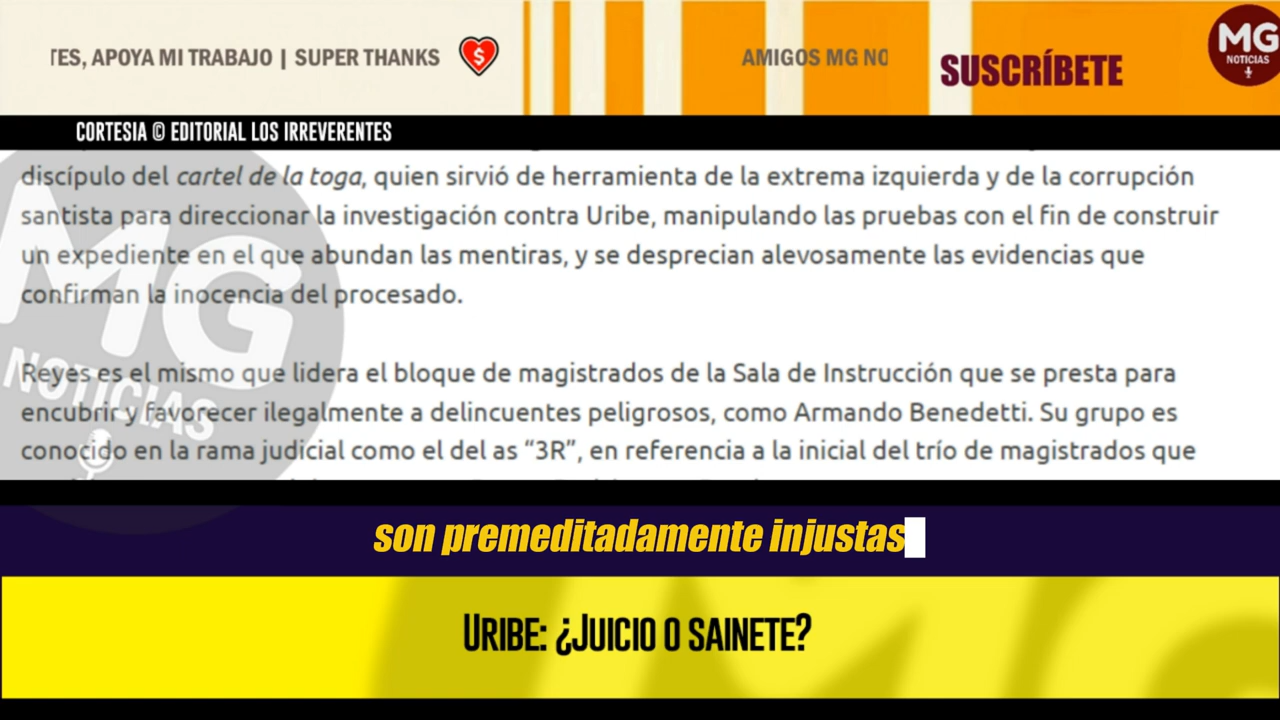 TES, APOYA MI TRABAJO | SUPER THANKS
$
AMIGOS MG NO
SUSCRÍBETE
MG
NOTICIAS
CORTESIA © EDITORIAL LOS IRREVERENTES
discípulo del cartel de la toga, quien sirvió de herramienta de la extrema izquierda y de la corrupción
santista para direccionar la investigación contra Uribe, manipulando las pruebas con el fin de construir
un expediente en el que abundan las mentiras, y se desprecian alevosamente las evidencias que
confirman la inocencia del procesado.
Reyes es el mismo que lidera el bloque de magistrados de la Sala de Instrucción que se presta para
encubrir y favorecer ilegalmente a delincuentes peligrosos, como Armando Benedetti. Su grupo es
conocido en la rama judicial como el del as “3R”, en referencia a la inicial del trío de magistrados que
MG
NOTICIAS
son premeditadamente injustas
URIBE: ¿JUICIO O SAINETE?